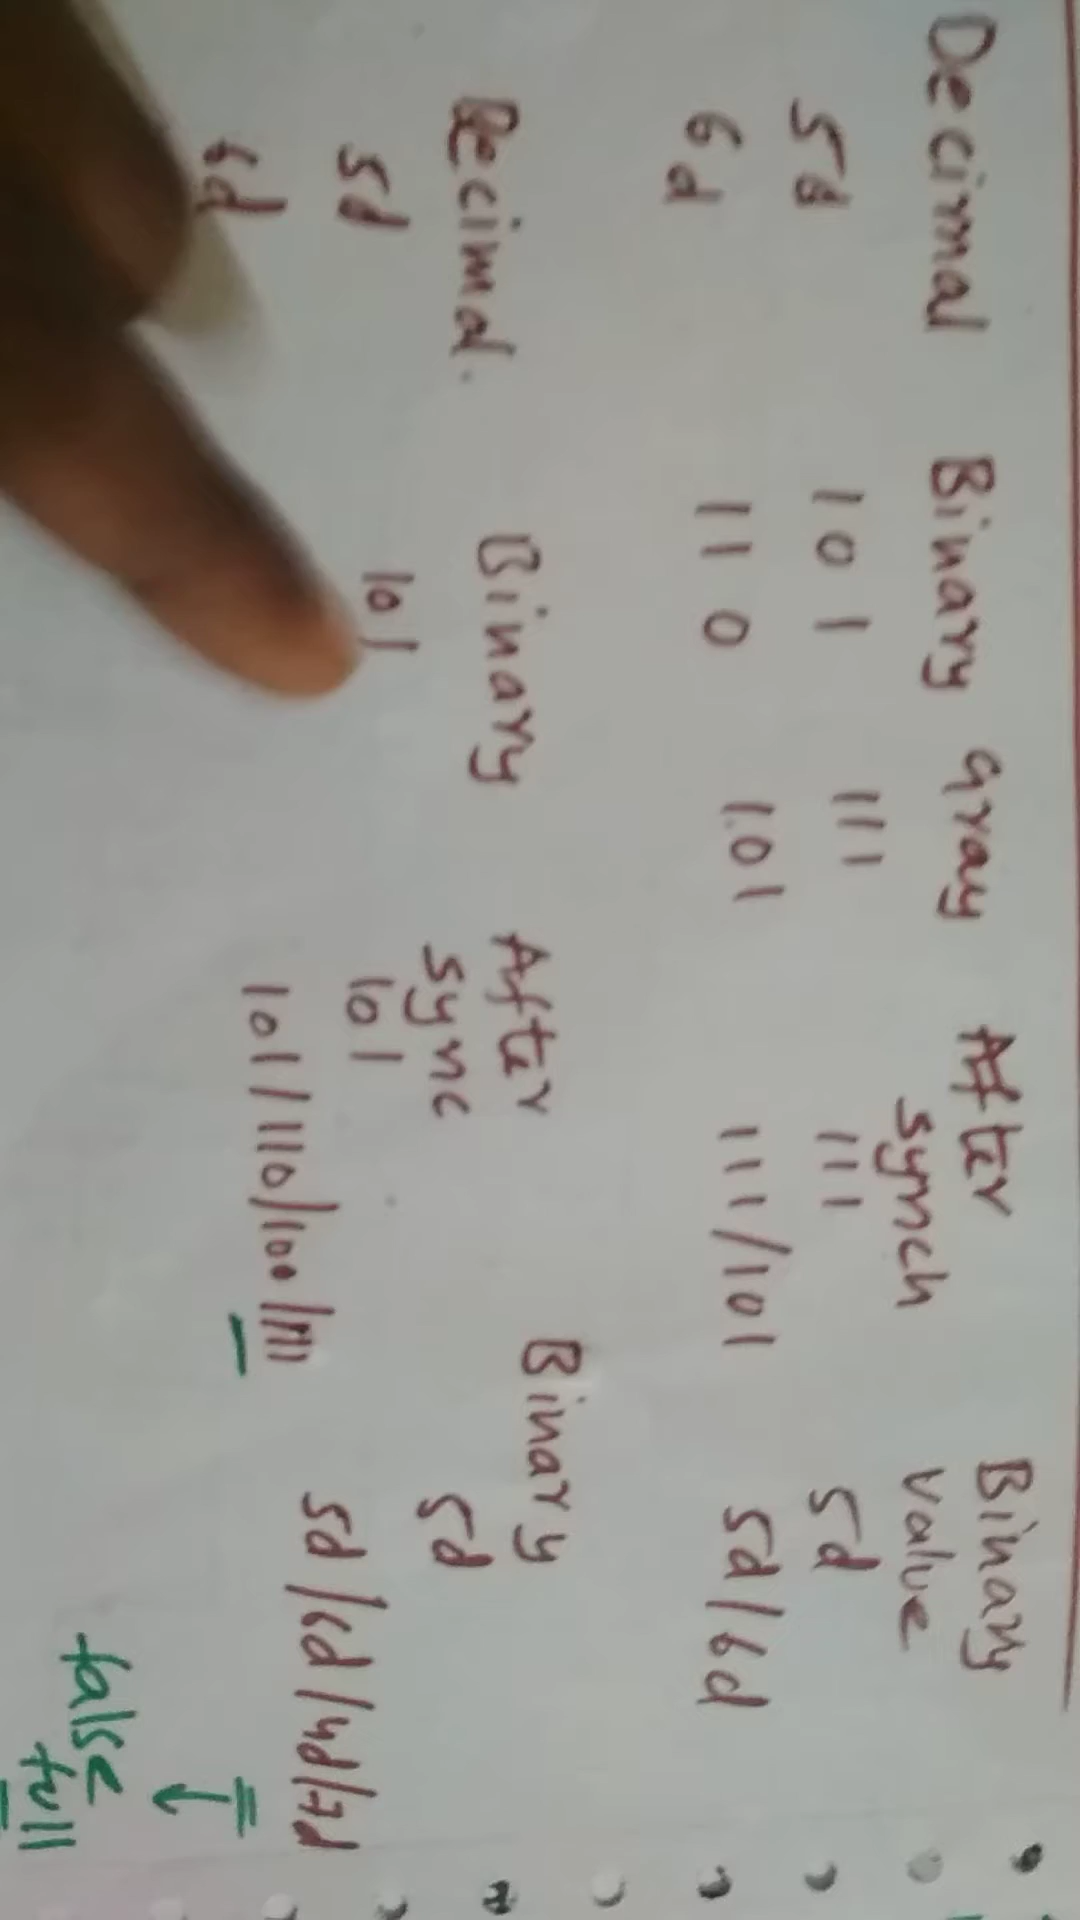 Decimal Binary Gray After synch Binary value
5d 101 111 111 5d
6d 110 101 111/101 5d/6d
Decimal. Binary After sync Binary
5d 101 101 5d
6d 101/110/100/111 5d/6d/4d/7d
false full